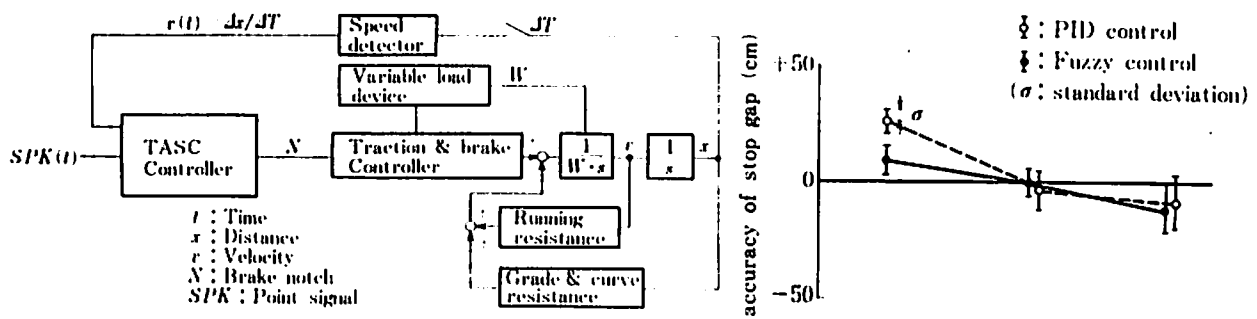 v(t) Δx/ΔT
Speed
detector
ΔT
Variable load
device
W
SPK(t)
TASC
Controller
N
Traction & brake
Controller
1
W・s
v
1
s
x
Running
resistance
Grade & curve
resistance
t : Time
x : Distance
v : Velocity
N : Brake notch
SPK : Point signal
accuracy of stop gap (cm)
+50
0
−50
σ
: PID control
: Fuzzy control
(σ: standard deviation)